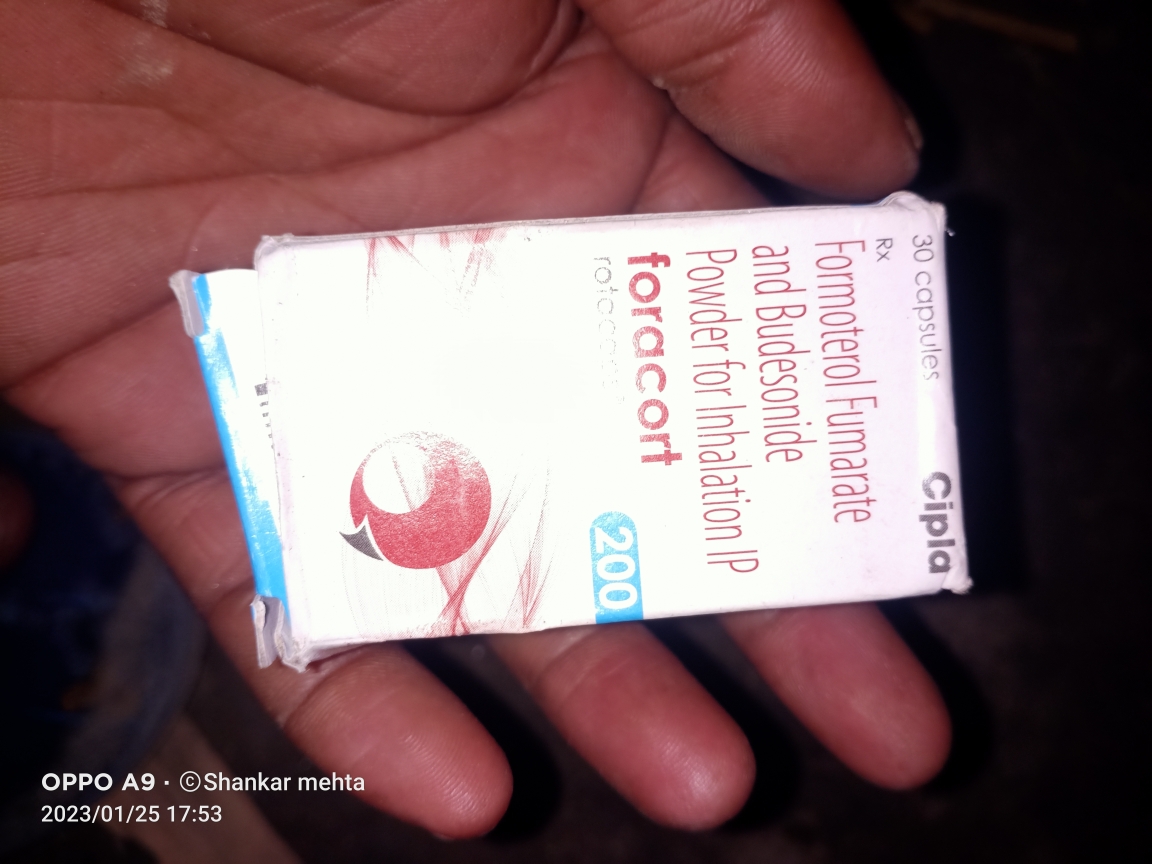 30 capsules Cipla
Rx
Formoterol Fumarate
and Budesonide
Powder for Inhalation IP
foracort
rotacaps 200
OPPO A9 · ©Shankar mehta
2023/01/25 17:53